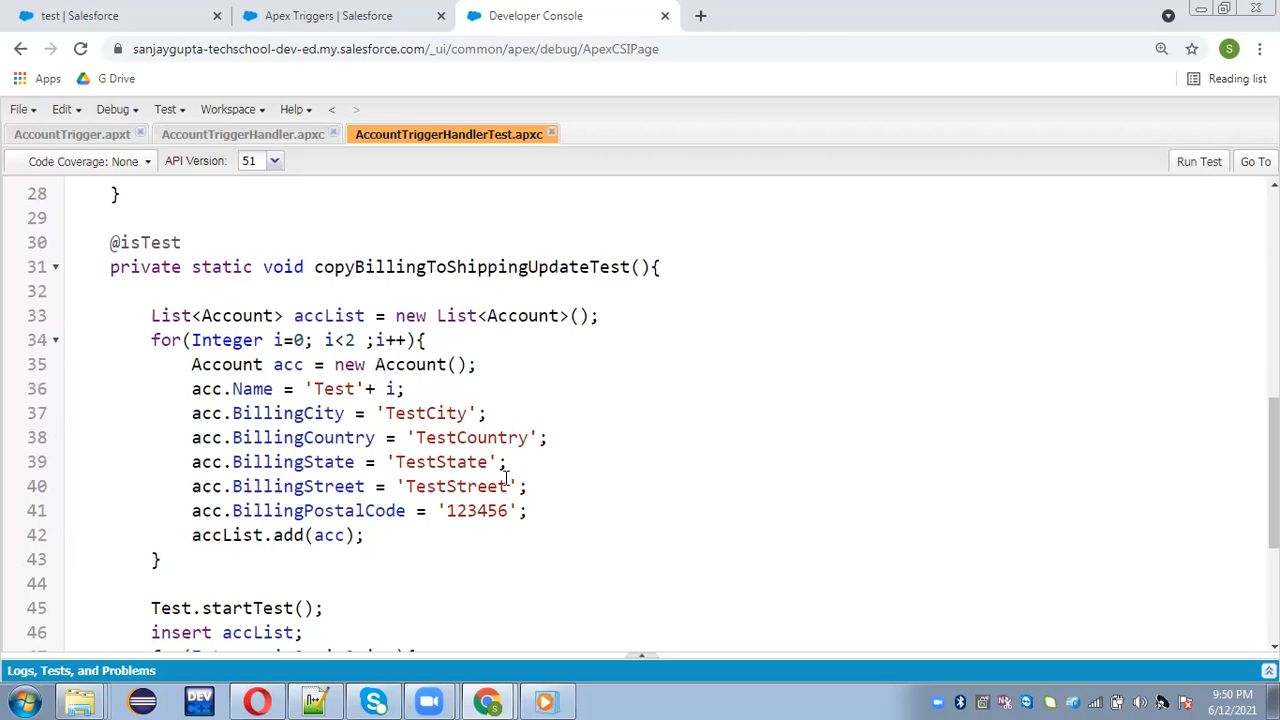 test | Salesforce
Apex Triggers | Salesforce
Developer Console
sanjaygupta-techschool-dev-ed.my.salesforce.com/_ui/common/apex/debug/ApexCSIPage
S
Apps
G Drive
Reading list
File
Edit
Debug
Test
Workspace
Help
<
>
AccountTrigger.apxt
AccountTriggerHandler.apxc
AccountTriggerHandlerTest.apxc
Code Coverage: None
API Version:
51
Run Test
Go To
28 }
29
30 @isTest
31 private static void copyBillingToShippingUpdateTest(){
32
33 List<Account> accList = new List<Account>();
34 for(Integer i=0; i<2 ;i++){
35 Account acc = new Account();
36 acc.Name = 'Test'+ i;
37 acc.BillingCity = 'TestCity';
38 acc.BillingCountry = 'TestCountry';
39 acc.BillingState = 'TestState';
40 acc.BillingStreet = 'TestStreet';
41 acc.BillingPostalCode = '123456';
42 accList.add(acc);
43 }
44
45 Test.startTest();
46 insert accList;
Logs, Tests, and Problems
DEV
9:50 PM
6/12/2021